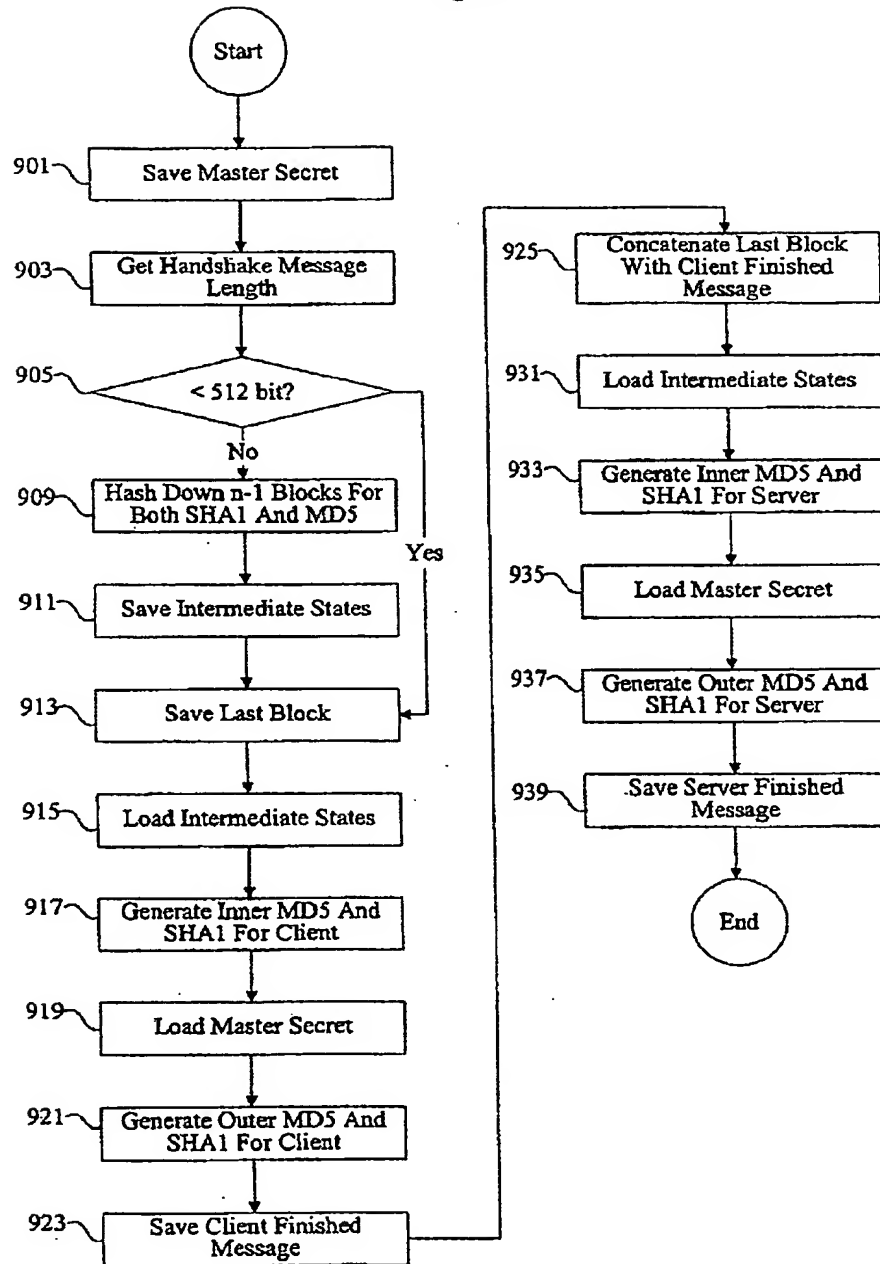 Start
901
Save Master Secret
903
Get Handshake Message
Length
905
< 512 bit?
No
Yes
909
Hash Down n-1 Blocks For
Both SHA1 And MD5
911
Save Intermediate States
913
Save Last Block
915
Load Intermediate States
917
Generate Inner MD5 And
SHA1 For Client
919
Load Master Secret
921
Generate Outer MD5 And
SHA1 For Client
923
Save Client Finished
Message
925
Concatenate Last Block
With Client Finished
Message
931
Load Intermediate States
933
Generate Inner MD5 And
SHA1 For Server
935
Load Master Secret
937
Generate Outer MD5 And
SHA1 For Server
939
Save Server Finished
Message
End